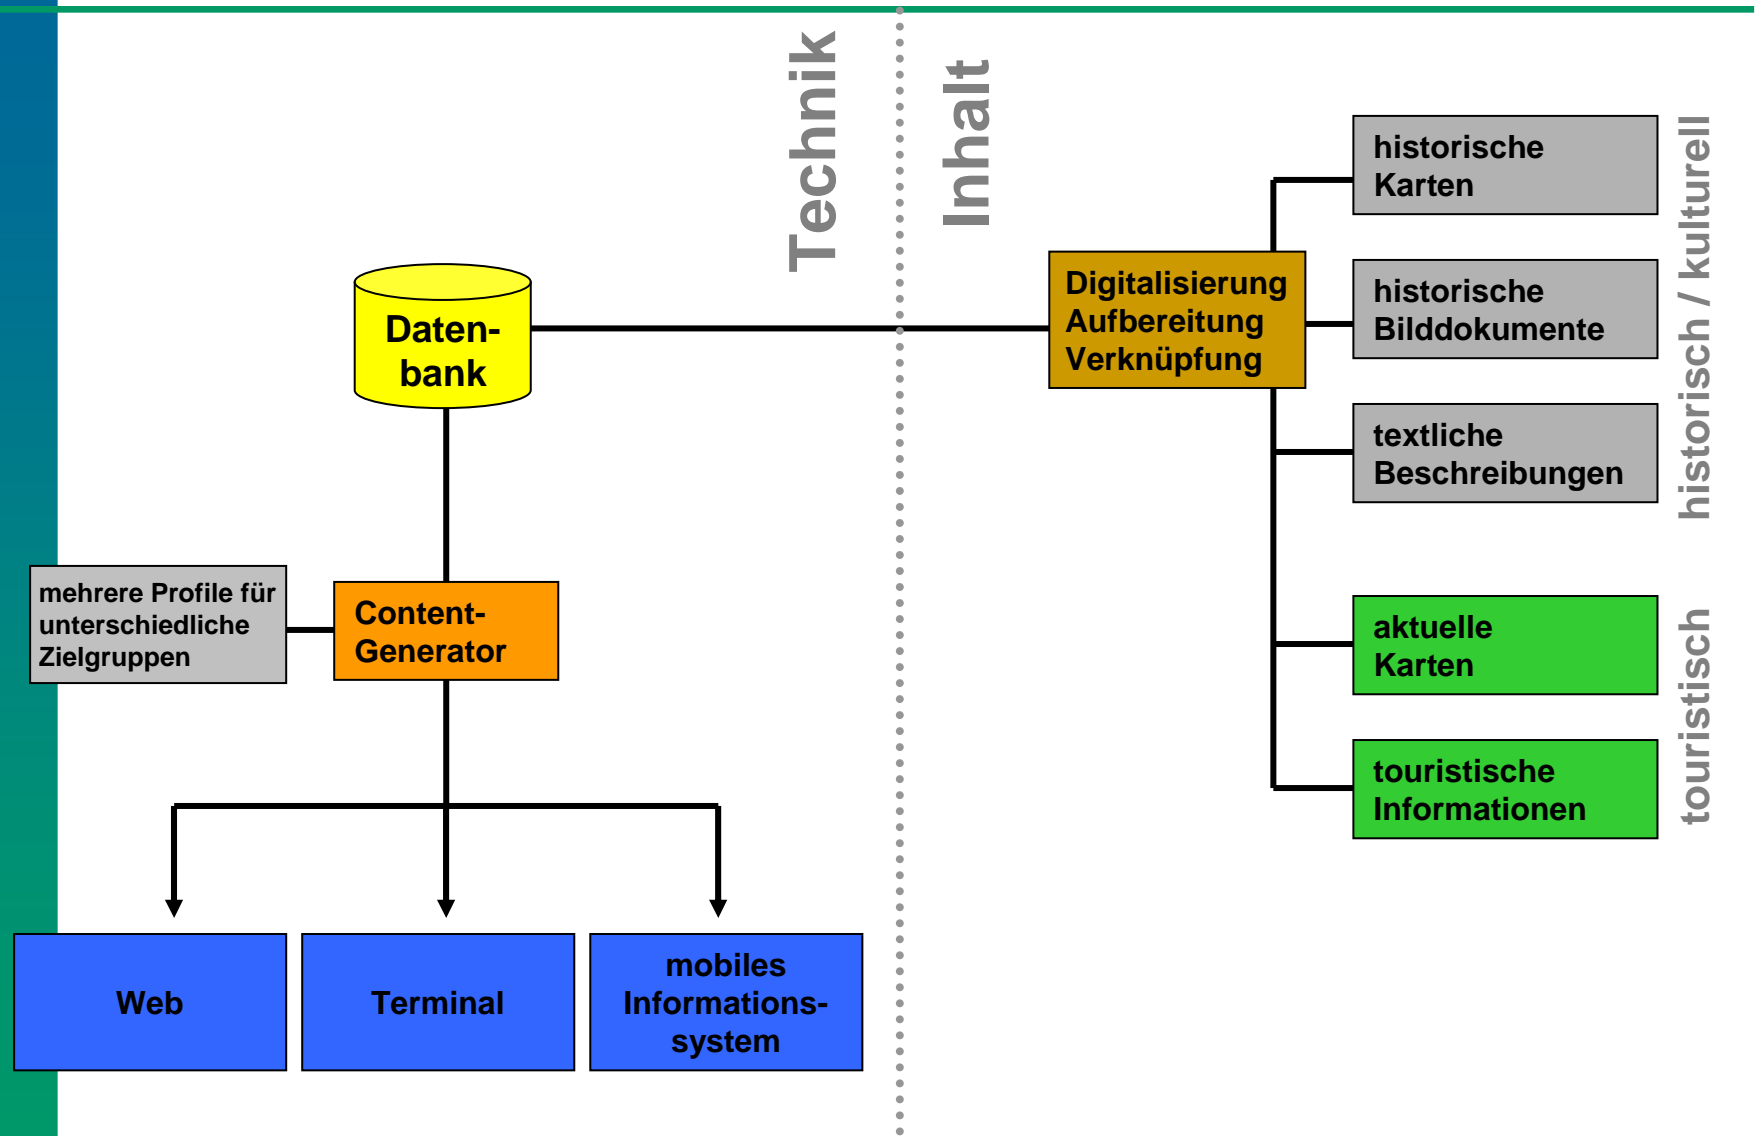 Technik
Inhalt
Daten-
bank
mehrere Profile für
unterschiedliche
Zielgruppen
Content-
Generator
Web
Terminal
mobiles
Informations-
system
Digitalisierung
Aufbereitung
Verknüpfung
historische
Karten
historische
Bilddokumente
textliche
Beschreibungen
historisch / kulturell
aktuelle
Karten
touristische
Informationen
touristisch